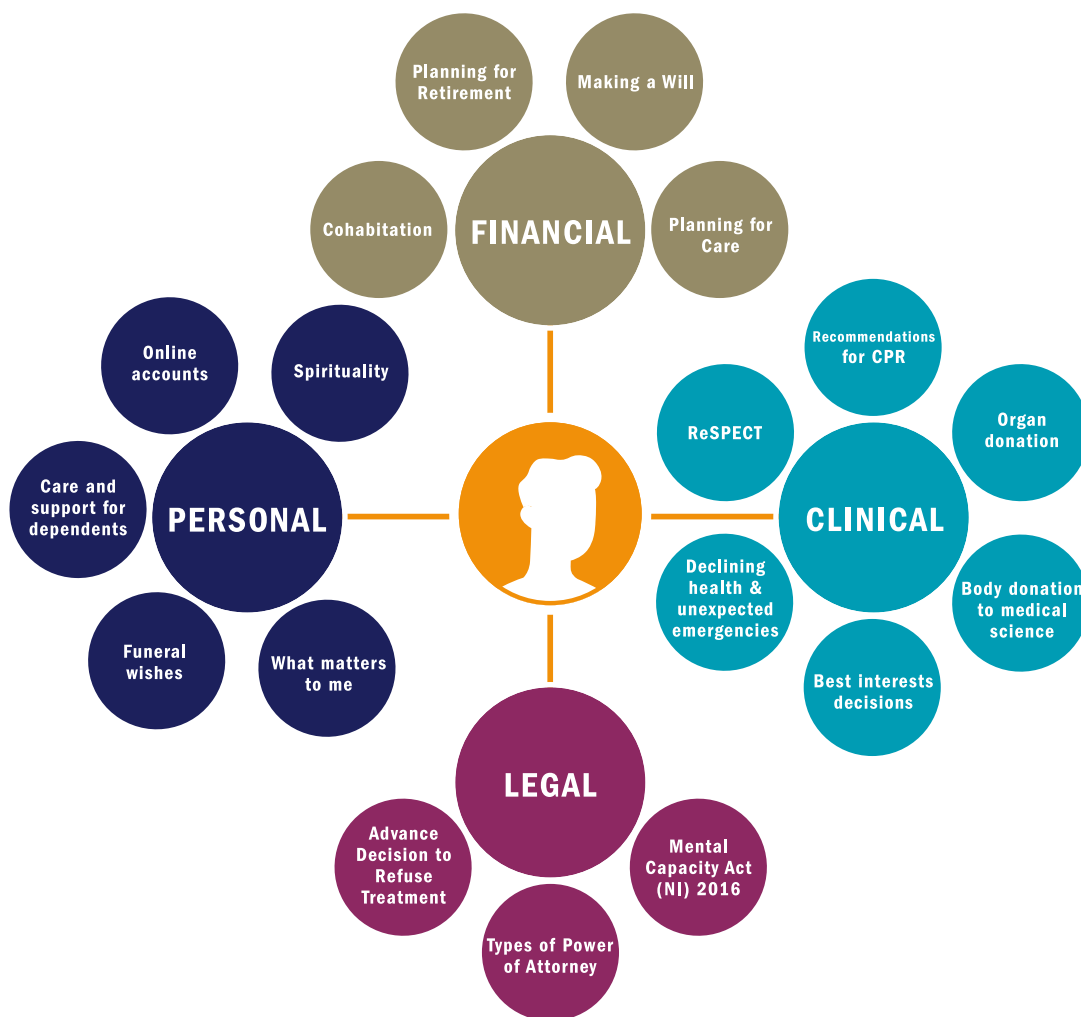 Planning for
Retirement
Making a Will
Cohabitation
FINANCIAL
Planning for
Care
Online
accounts
Spirituality
Care and
support for
dependents
PERSONAL
Funeral
wishes
What matters
to me
Recommendations
for CPR
ReSPECT
Organ
donation
CLINICAL
Declining
health &
unexpected
emergencies
Body donation
to medical
science
Best interests
decisions
LEGAL
Advance
Decision to
Refuse
Treatment
Types of Power
of Attorney
Mental
Capacity Act
(NI) 2016